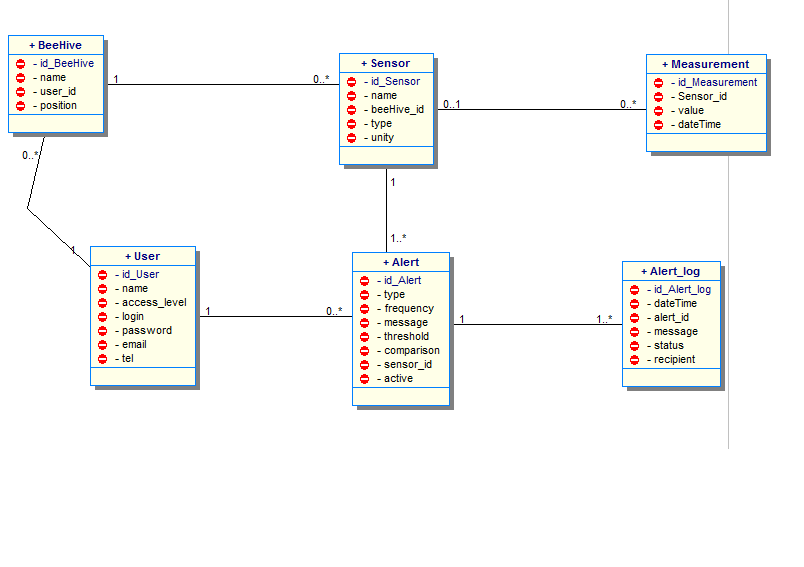 + BeeHive
- id_BeeHive
- name
- user_id
- position
1
0..*
+ Sensor
- id_Sensor
- name
- beeHive_id
- type
- unity
0..1
0..*
+ Measurement
- id_Measurement
- Sensor_id
- value
- dateTime
0..*
1
1
1..*
+ User
- id_User
- name
- access_level
- login
- password
- email
- tel
1
0..*
+ Alert
- id_Alert
- type
- frequency
- message
- threshold
- comparison
- sensor_id
- active
1
1..*
+ Alert_log
- id_Alert_log
- dateTime
- alert_id
- message
- status
- recipient